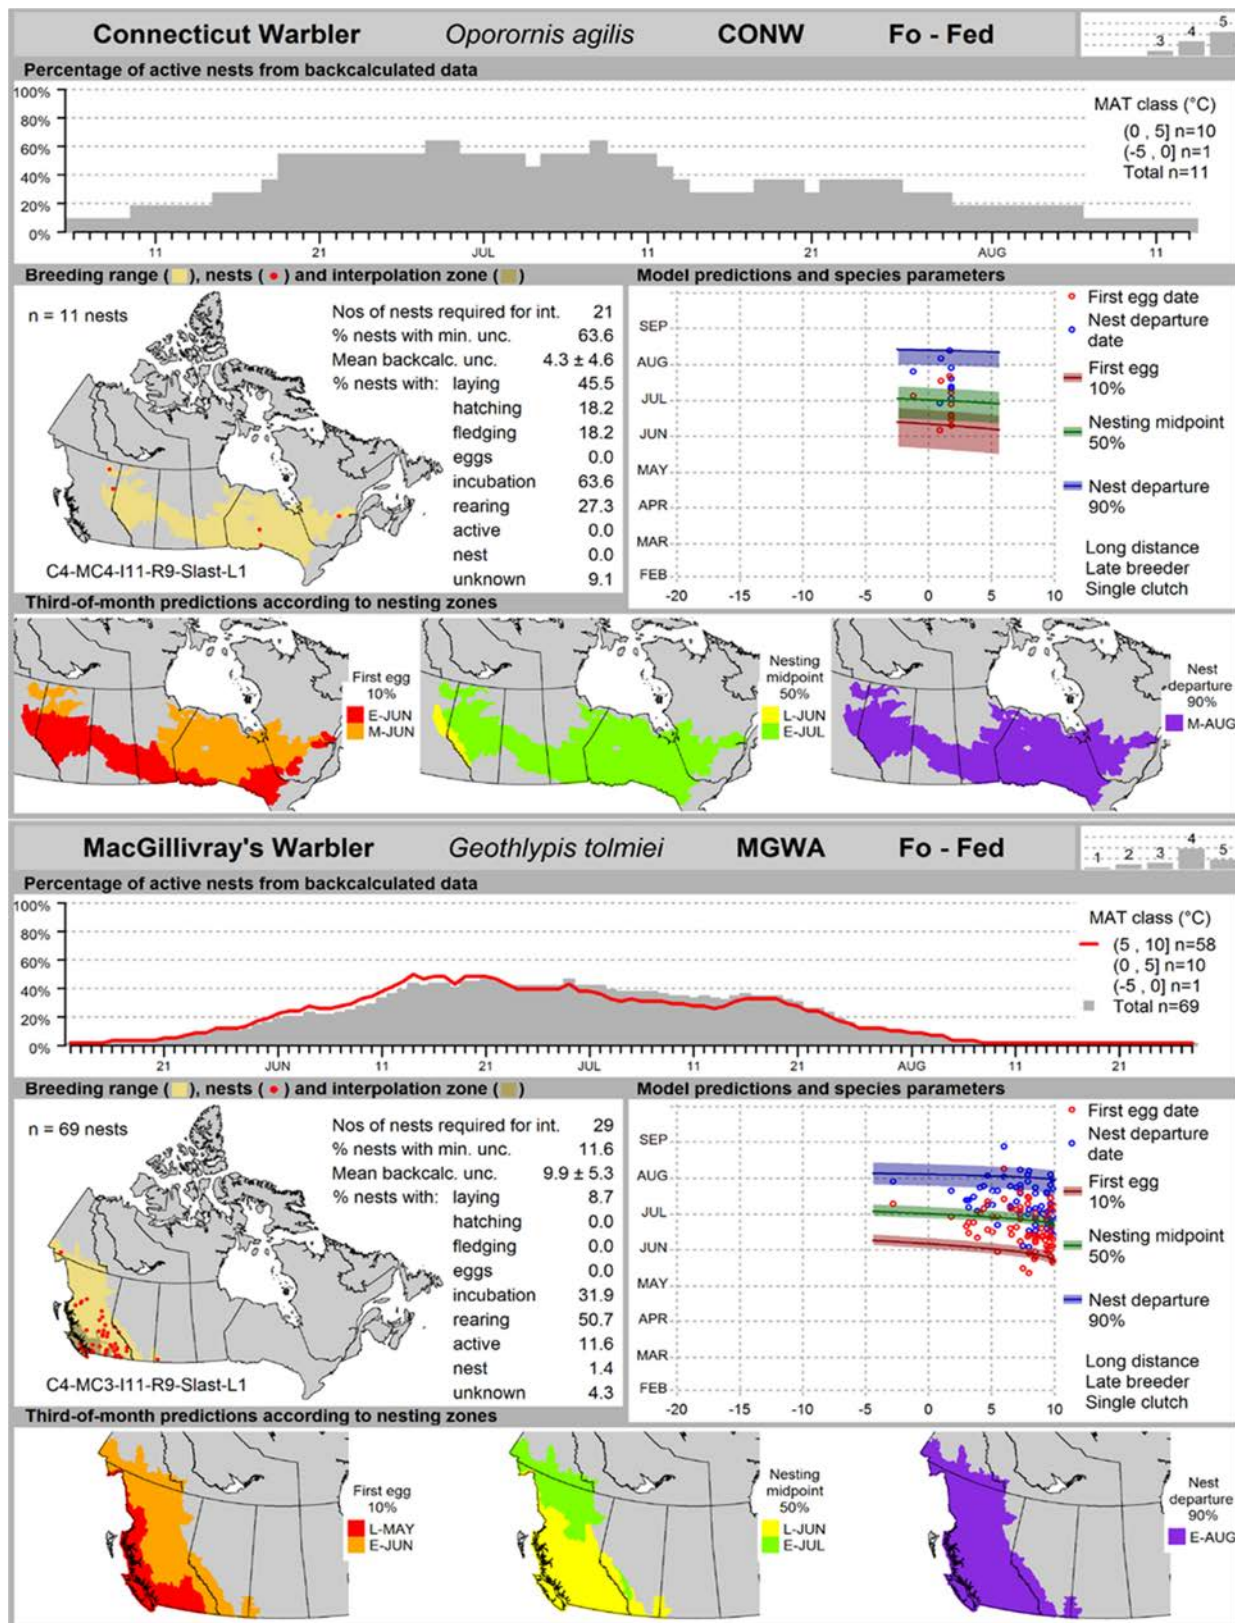 Connecticut Warbler Oporornis agilis CONW Fo - Fed
3 4 5
Percentage of active nests from backcalculated data
100%
80%
60%
40%
20%
0%
MAT class (°C)
(0 , 5] n=10
(-5 , 0] n=1
Total n=11
11 21 JUL 11 21 AUG 11
Breeding range ( ), nests ( ) and interpolation zone ( )
n = 11 nests
Nos of nests required for int. 21
% nests with min. unc. 63.6
Mean backcalc. unc. 4.3 ± 4.6
% nests with: laying 45.5
hatching 18.2
fledging 18.2
eggs 0.0
incubation 63.6
rearing 27.3
active 0.0
nest 0.0
unknown 9.1
C4-MC4-I11-R9-Slast-L1
Model predictions and species parameters
SEP
AUG
JUL
JUN
MAY
APR
MAR
FEB
-20 -15 -10 -5 0 5 10
First egg date
Nest departure
date
First egg
10%
Nesting midpoint
50%
Nest departure
90%
Long distance
Late breeder
Single clutch
Third-of-month predictions according to nesting zones
First egg
10%
E-JUN
M-JUN
Nesting
midpoint
50%
L-JUN
E-JUL
Nest
departure
90%
M-AUG
MacGillivray's Warbler Geothlypis tolmiei MGWA Fo - Fed
1 2 3 4 5
Percentage of active nests from backcalculated data
100%
80%
60%
40%
20%
0%
MAT class (°C)
(5 , 10] n=58
(0 , 5] n=10
(-5 , 0] n=1
Total n=69
21 JUN 11 21 JUL 11 21 AUG 11 21
Breeding range ( ), nests ( ) and interpolation zone ( )
n = 69 nests
Nos of nests required for int. 29
% nests with min. unc. 11.6
Mean backcalc. unc. 9.9 ± 5.3
% nests with: laying 8.7
hatching 0.0
fledging 0.0
eggs 0.0
incubation 31.9
rearing 50.7
active 11.6
nest 1.4
unknown 4.3
C4-MC3-I11-R9-Slast-L1
Model predictions and species parameters
SEP
AUG
JUL
JUN
MAY
APR
MAR
FEB
-20 -15 -10 -5 0 5 10
First egg date
Nest departure
date
First egg
10%
Nesting midpoint
50%
Nest departure
90%
Long distance
Late breeder
Single clutch
Third-of-month predictions according to nesting zones
First egg
10%
L-MAY
E-JUN
Nesting
midpoint
50%
L-JUN
E-JUL
Nest
departure
90%
E-AUG